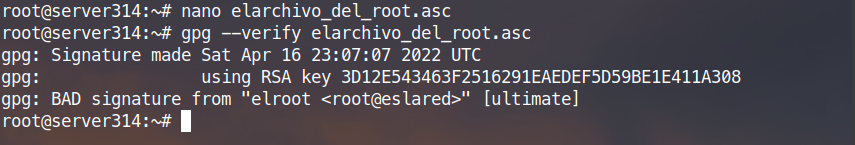 root@server314:~# nano elarchivo_del_root.asc
root@server314:~# gpg --verify elarchivo_del_root.asc
gpg: Signature made Sat Apr 16 23:07:07 2022 UTC
gpg:                using RSA key 3D12E543463F2516291EAEDEF5D59BE1E411A308
gpg: BAD signature from "elroot <root@eslared>" [ultimate]
root@server314:~#